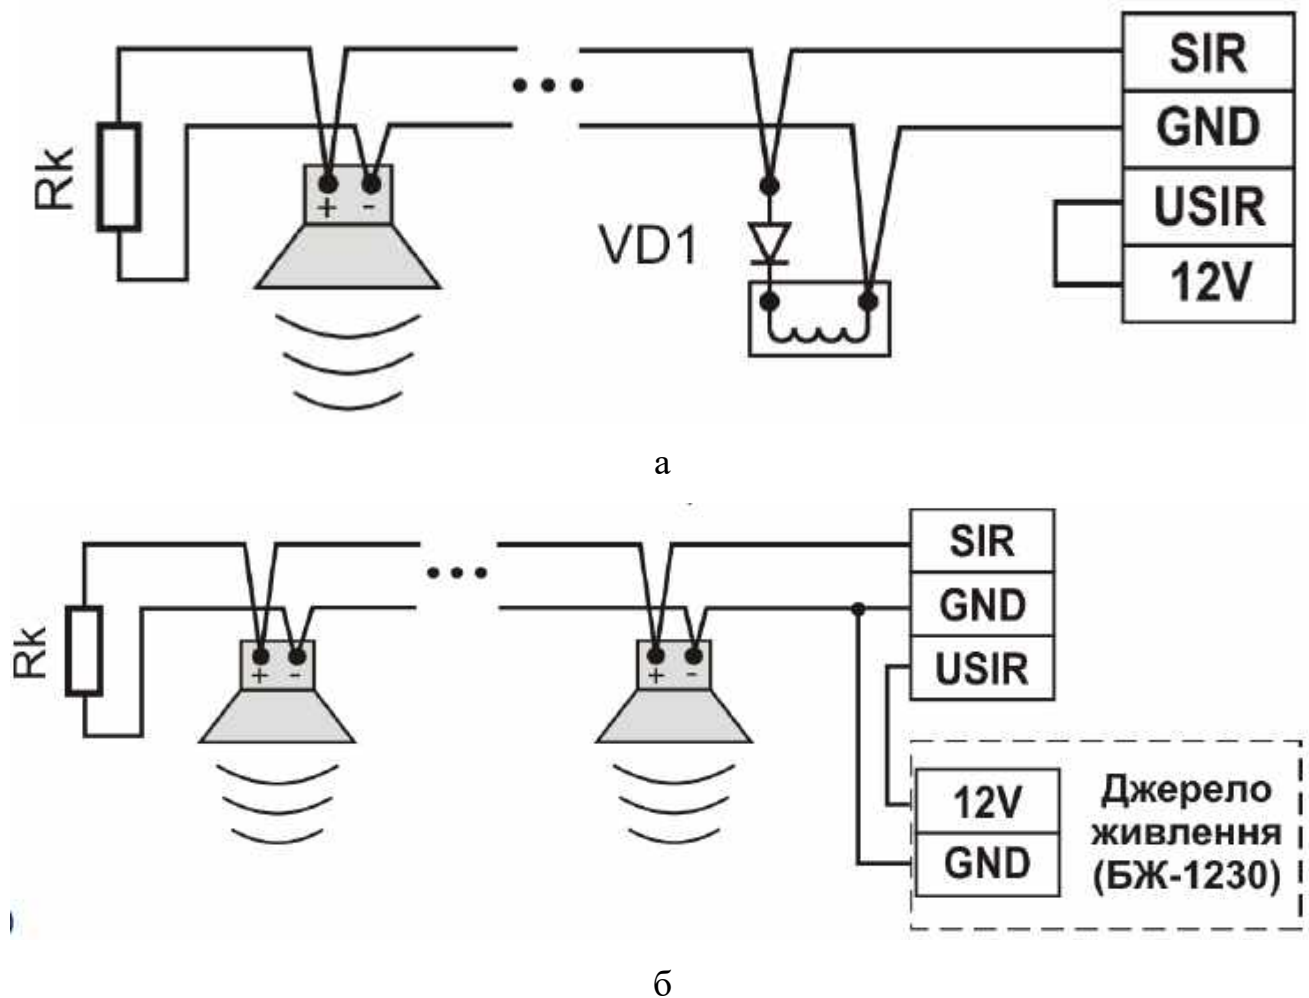 SIR
GND
Rk
+ -
VD1
USIR
12V
а
SIR
GND
Rk
+ -
+ -
USIR
12V
GND
Джерело
живлення
(БЖ-1230)
б